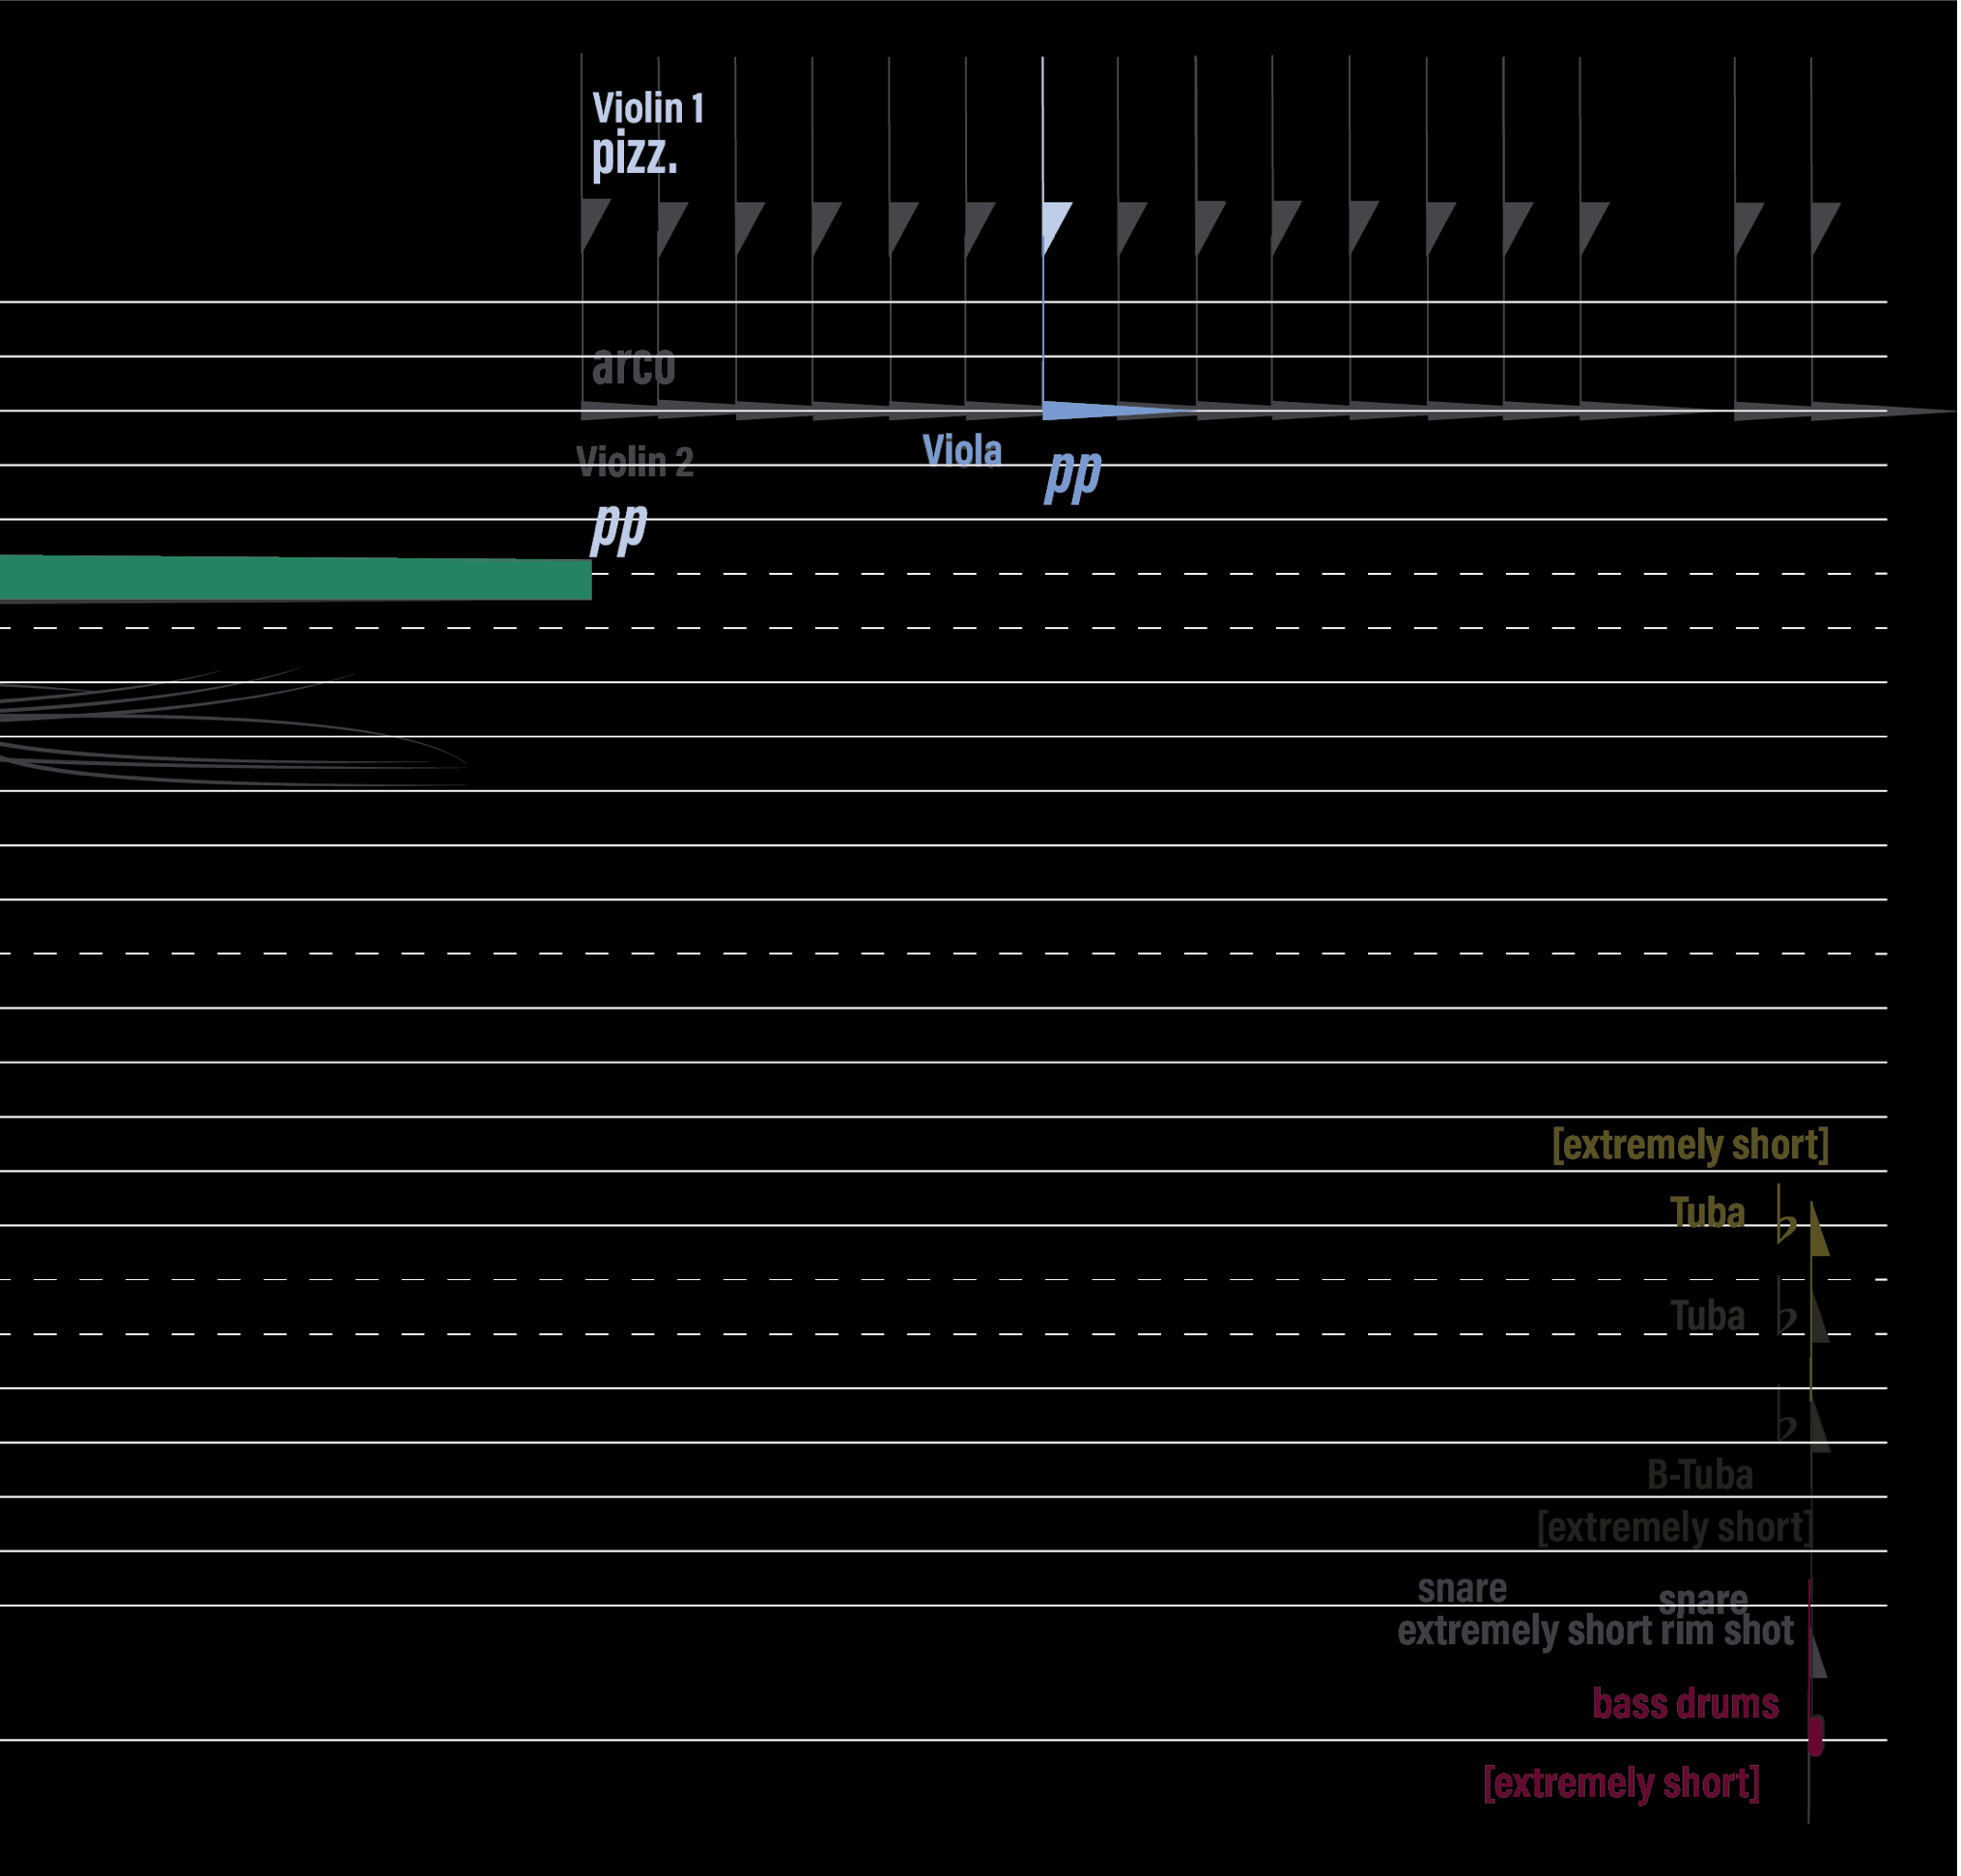 Violin 1
pizz.
arco
Violin 2
pp
Viola
pp
[extremely short]
Tuba ♭
Tuba ♭
♭
B-Tuba
[extremely short]
snare
snare
extremely short rim shot
bass drums
[extremely short]